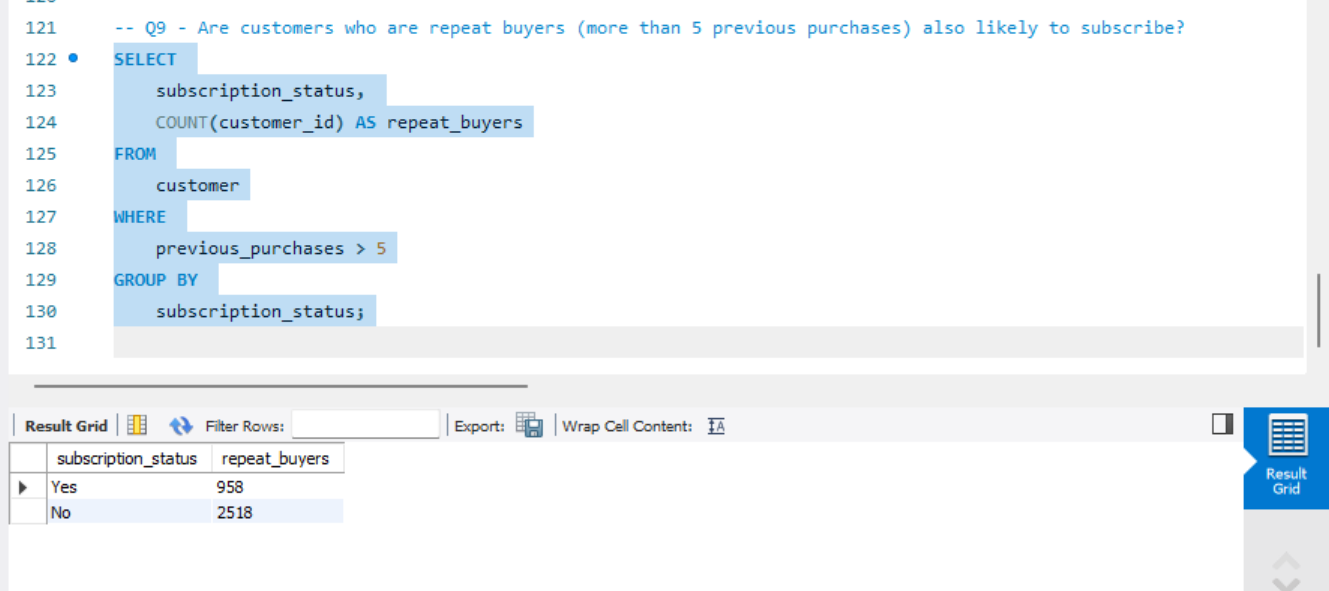 121 -- Q9 - Are customers who are repeat buyers (more than 5 previous purchases) also likely to subscribe?
122 SELECT
123 subscription_status,
124 COUNT(customer_id) AS repeat_buyers
125 FROM
126 customer
127 WHERE
128 previous_purchases > 5
129 GROUP BY
130 subscription_status;
131
Result Grid Filter Rows: Export: Wrap Cell Content:
subscription_status repeat_buyers
Yes 958
No 2518
Result
Grid